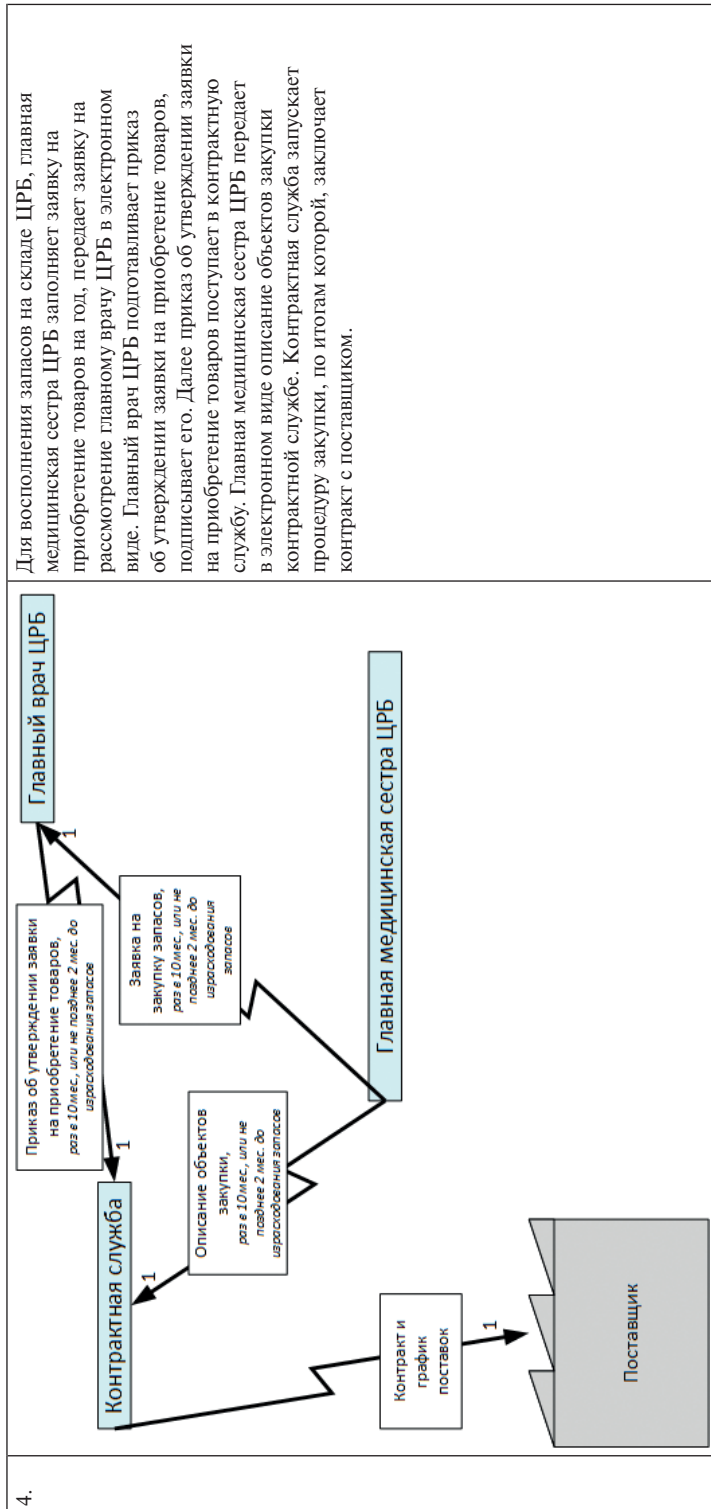 4.
Приказ об утверждении заявки
на приобретение товаров,
раз в 10 мес., или не позднее 2 мес. до
израсходования запасов
Главный врач ЦРБ
1
Контрактная служба
1
Заявка на
закупку запасов,
раз в 10 мес., или не
позднее 2 мес. до
израсходования
запасов
1
Описание объектов
закупки,
раз в 10 мес., или не
позднее 2 мес. до
израсходования запасов
Главная медицинская сестра ЦРБ
Контракт и
график
поставок
1
Поставщик
Для восполнения запасов на складе ЦРБ, главная
медицинская сестра ЦРБ заполняет заявку на
приобретение товаров на год, передает заявку на
рассмотрение главному врачу ЦРБ в электронном
виде. Главный врач ЦРБ подготавливает приказ
об утверждении заявки на приобретение товаров,
подписывает его. Далее приказ об утверждении заявки
на приобретение товаров поступает в контрактную
службу. Главная медицинская сестра ЦРБ передает
в электронном виде описание объектов закупки
контрактной службе. Контрактная служба запускает
процедуру закупки, по итогам которой, заключает
контракт с поставщиком.